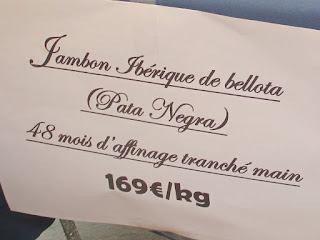 Jambon Ibérique de bellota
(Pata Negra)
48 mois d'affinage tranché main
169€/kg